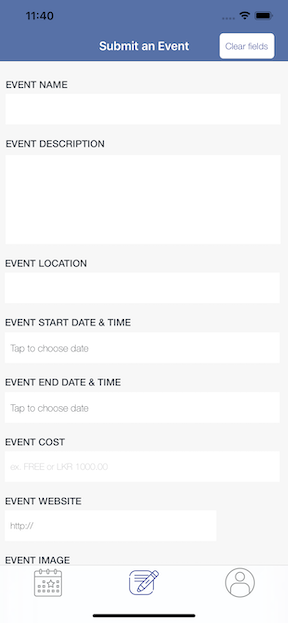 11:40
Submit an Event
Clear fields
EVENT NAME
EVENT DESCRIPTION
EVENT LOCATION
EVENT START DATE & TIME
Tap to choose date
EVENT END DATE & TIME
Tap to choose date
EVENT COST
ex. FREE or LKR 1000.00
EVENT WEBSITE
http://
EVENT IMAGE